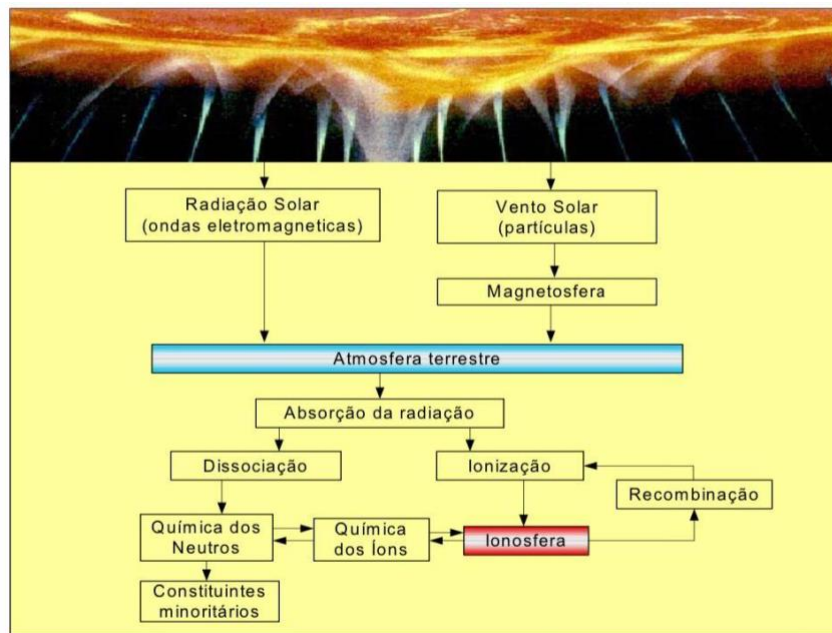 Radiação Solar
(ondas eletromagneticas)
Vento Solar
(partículas)
Magnetosfera
Atmosfera terrestre
Absorção da radiação
Dissociação
Ionização
Recombinação
Química dos
Neutros
Química
dos Íons
Ionosfera
Constituintes
minoritários